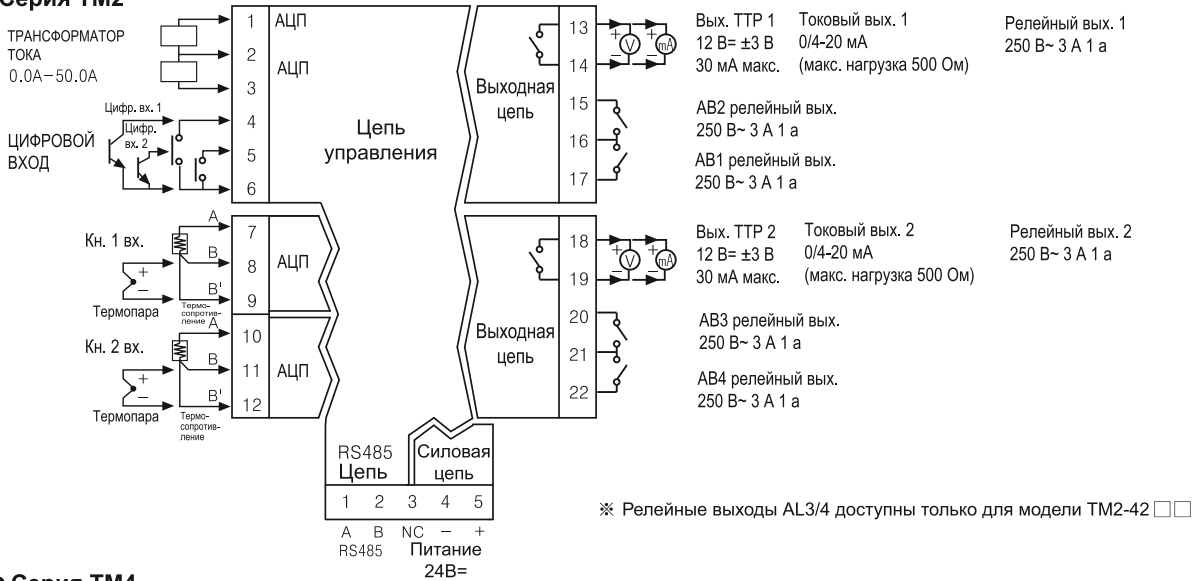 Серия TM2
ТРАНСФОРМАТОР
ТОКА
0.0A−50.0A
1
2
3
АЦП
АЦП
Цифр. вх. 1
Цифр.
вх. 2
ЦИФРОВОЙ
ВХОД
4
5
6
Цепь
управления
Кн. 1 вх.
+
−
Термопара
A
B
B'
Термо-
сопротив-
ление
7
8
9
АЦП
Кн. 2 вх.
+
−
Термопара
A
B
B'
Термо-
сопротив-
ление
10
11
12
АЦП
Выходная
цепь
13
14
15
16
17
+ +
V mA
− −
Вых. ТТР 1
12 В= ±3 В
30 мА макс.
Токовый вых. 1
0/4-20 мА
(макс. нагрузка 500 Ом)
Релейный вых. 1
250 В~ 3 А 1 а
АВ2 релейный вых.
250 В~ 3 А 1 а
АВ1 релейный вых.
250 В~ 3 А 1 а
Выходная
цепь
18
19
20
21
22
+ +
V mA
− −
Вых. ТТР 2
12 В= ±3 В
30 мА макс.
Токовый вых. 2
0/4-20 мА
(макс. нагрузка 500 Ом)
Релейный вых. 2
250 В~ 3 А 1 а
АВ3 релейный вых.
250 В~ 3 А 1 а
АВ4 релейный вых.
250 В~ 3 А 1 а
RS485
Цепь
Силовая
цепь
1 2 3 4 5
A B NC − +
RS485
Питание
24В=
※ Релейные выходы AL3/4 доступны только для модели TM2-42□□
Серия TM4